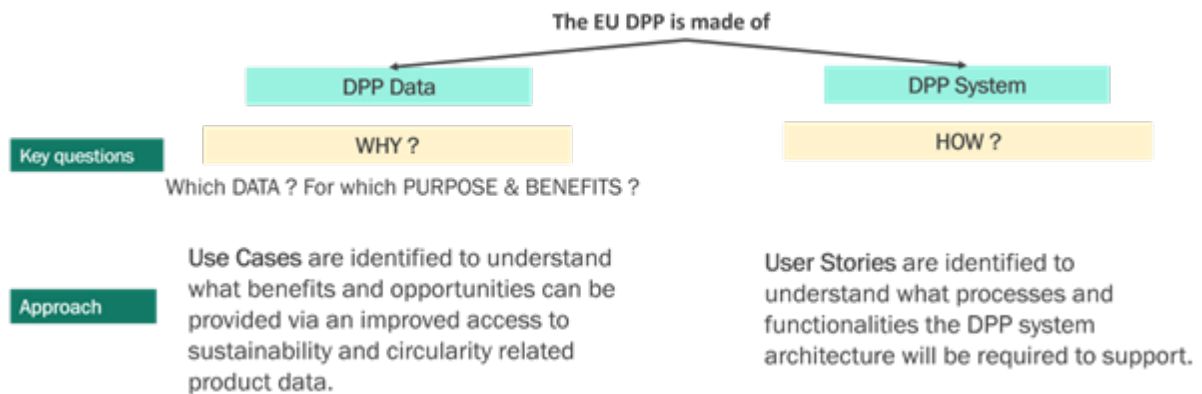 The EU DPP is made of
DPP Data
DPP System
Key questions
WHY ?
HOW ?
Which DATA ? For which PURPOSE & BENEFITS ?
Approach
Use Cases are identified to understand
what benefits and opportunities can be
provided via an improved access to
sustainability and circularity related
product data.
User Stories are identified to
understand what processes and
functionalities the DPP system
architecture will be required to support.